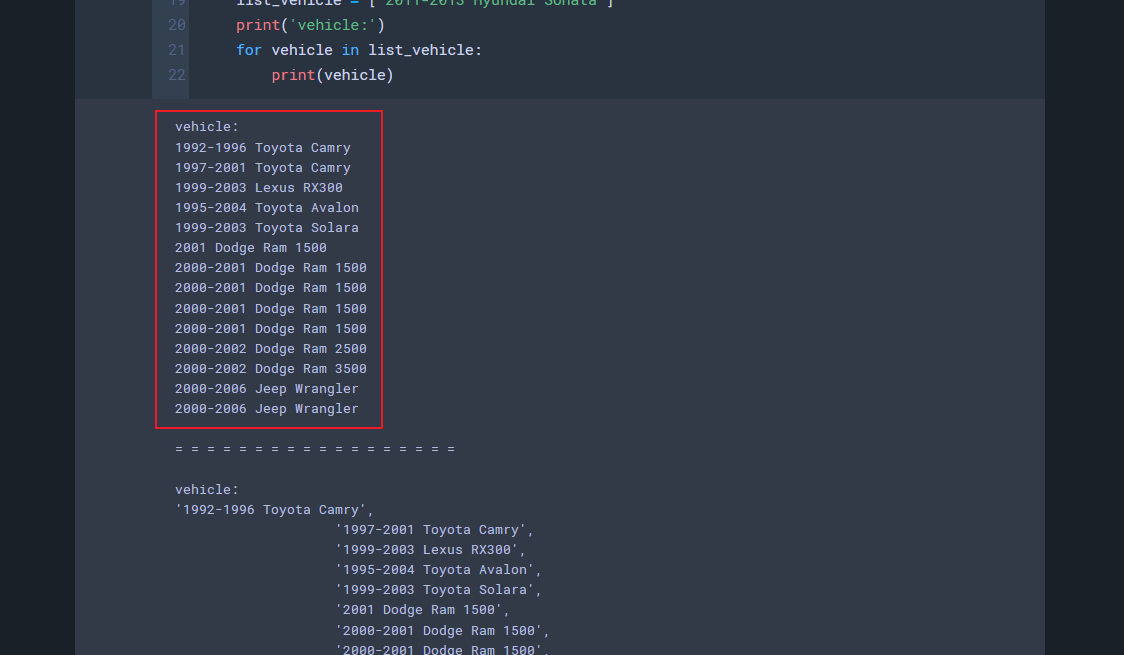 19 list_vehicle = ['2011-2013 Hyundai Sonata']
20 print('vehicle:')
21 for vehicle in list_vehicle:
22 print(vehicle)
vehicle:
1992-1996 Toyota Camry
1997-2001 Toyota Camry
1999-2003 Lexus RX300
1995-2004 Toyota Avalon
1999-2003 Toyota Solara
2001 Dodge Ram 1500
2000-2001 Dodge Ram 1500
2000-2001 Dodge Ram 1500
2000-2001 Dodge Ram 1500
2000-2001 Dodge Ram 1500
2000-2002 Dodge Ram 2500
2000-2002 Dodge Ram 3500
2000-2006 Jeep Wrangler
2000-2006 Jeep Wrangler
= = = = = = = = = = = = = = = = = =
vehicle:
'1992-1996 Toyota Camry',
'1997-2001 Toyota Camry',
'1999-2003 Lexus RX300',
'1995-2004 Toyota Avalon',
'1999-2003 Toyota Solara',
'2001 Dodge Ram 1500',
'2000-2001 Dodge Ram 1500',
'2000-2001 Dodge Ram 1500',